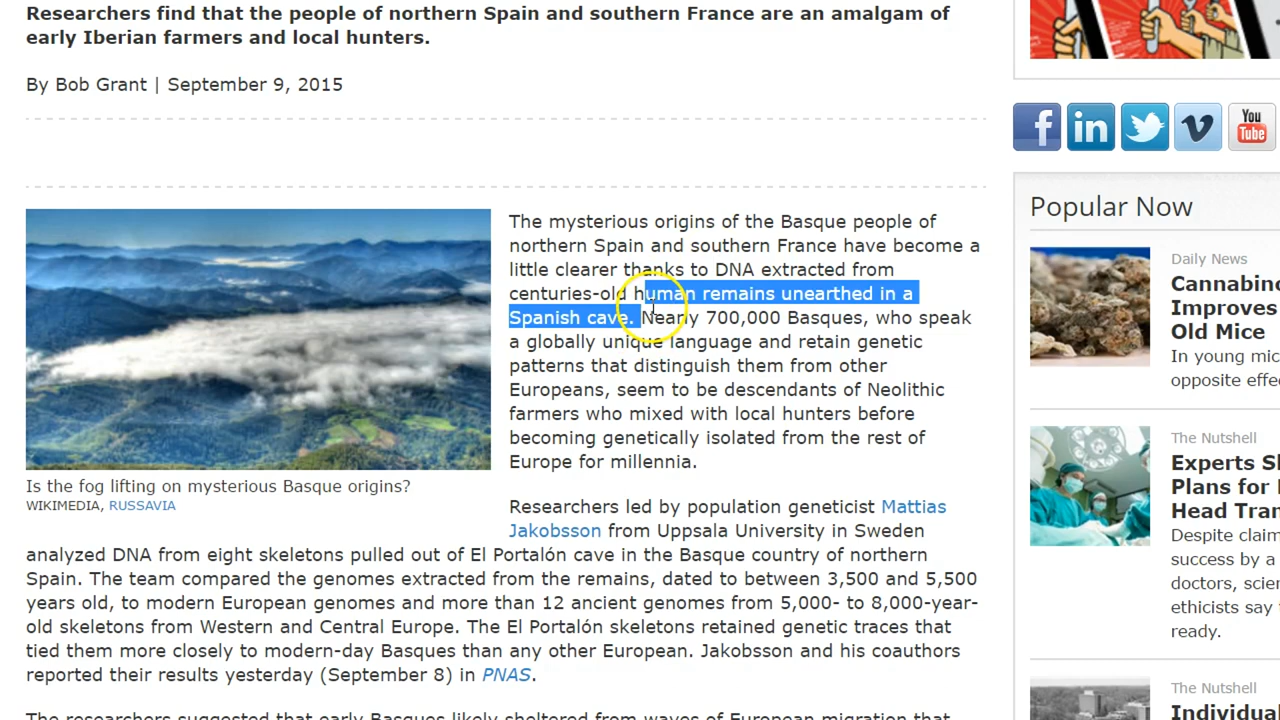 Researchers find that the people of northern Spain and southern France are an amalgam of
early Iberian farmers and local hunters.
By Bob Grant | September 9, 2015
The mysterious origins of the Basque people of
northern Spain and southern France have become a
little clearer thanks to DNA extracted from
centuries-old human remains unearthed in a
Spanish cave. Nearly 700,000 Basques, who speak
a globally unique language and retain genetic
patterns that distinguish them from other
Europeans, seem to be descendants of Neolithic
farmers who mixed with local hunters before
becoming genetically isolated from the rest of
Europe for millennia.
Is the fog lifting on mysterious Basque origins?
WIKIMEDIA, RUSSAVIA
Researchers led by population geneticist Mattias
Jakobsson from Uppsala University in Sweden
analyzed DNA from eight skeletons pulled out of El Portalón cave in the Basque country of northern
Spain. The team compared the genomes extracted from the remains, dated to between 3,500 and 5,500
years old, to modern European genomes and more than 12 ancient genomes from 5,000- to 8,000-year-
old skeletons from Western and Central Europe. The El Portalón skeletons retained genetic traces that
tied them more closely to modern-day Basques than any other European. Jakobsson and his coauthors
reported their results yesterday (September 8) in PNAS.
The researchers suggested that early Basques likely sheltered from waves of European migration that
f
in
v
You
Tube
Popular Now
Daily News
Cannabino
Improves
Old Mice
In young mic
opposite effe
The Nutshell
Experts Sl
Plans for
Head Tran
Despite claim
success by a
doctors, scien
ethicists say
ready.
The Nutshell
Individua